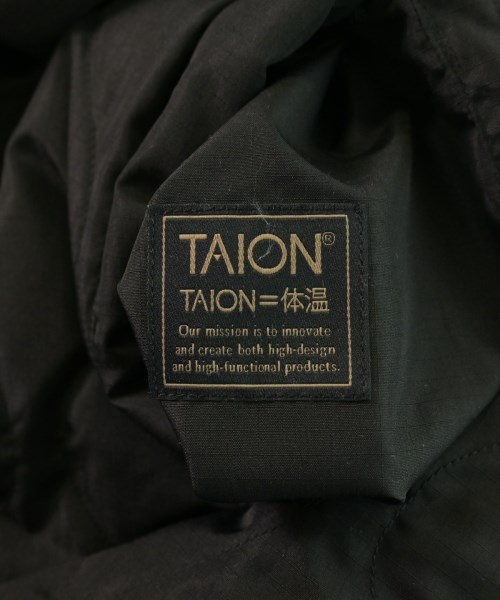 TAION®
TAION=体温
Our mission is to innovate
and create both high-design
and high-functional products.